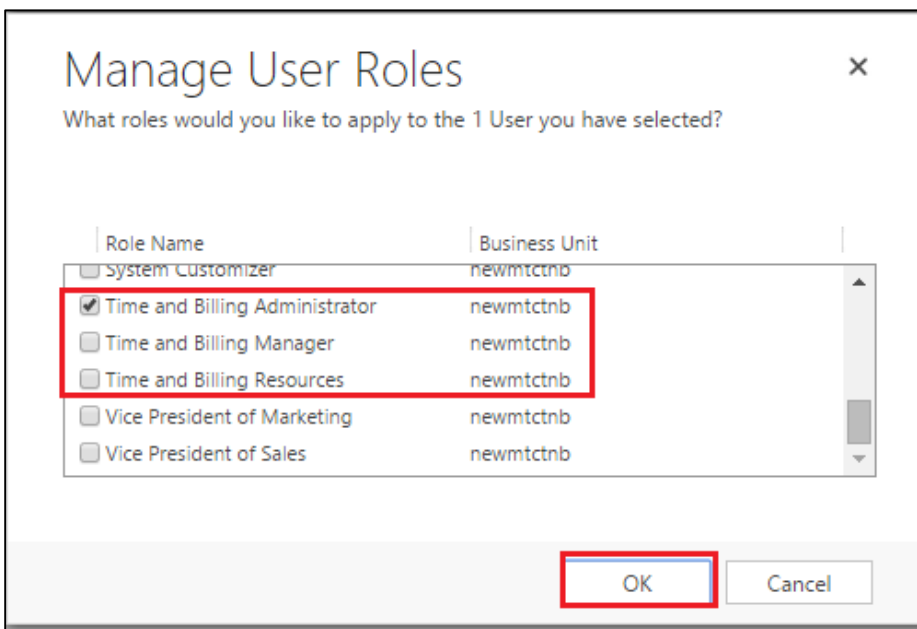 Manage User Roles
What roles would you like to apply to the 1 User you have selected?
Role Name Business Unit
System Customizer newmtctnb
Time and Billing Administrator newmtctnb
Time and Billing Manager newmtctnb
Time and Billing Resources newmtctnb
Vice President of Marketing newmtctnb
Vice President of Sales newmtctnb
OK Cancel